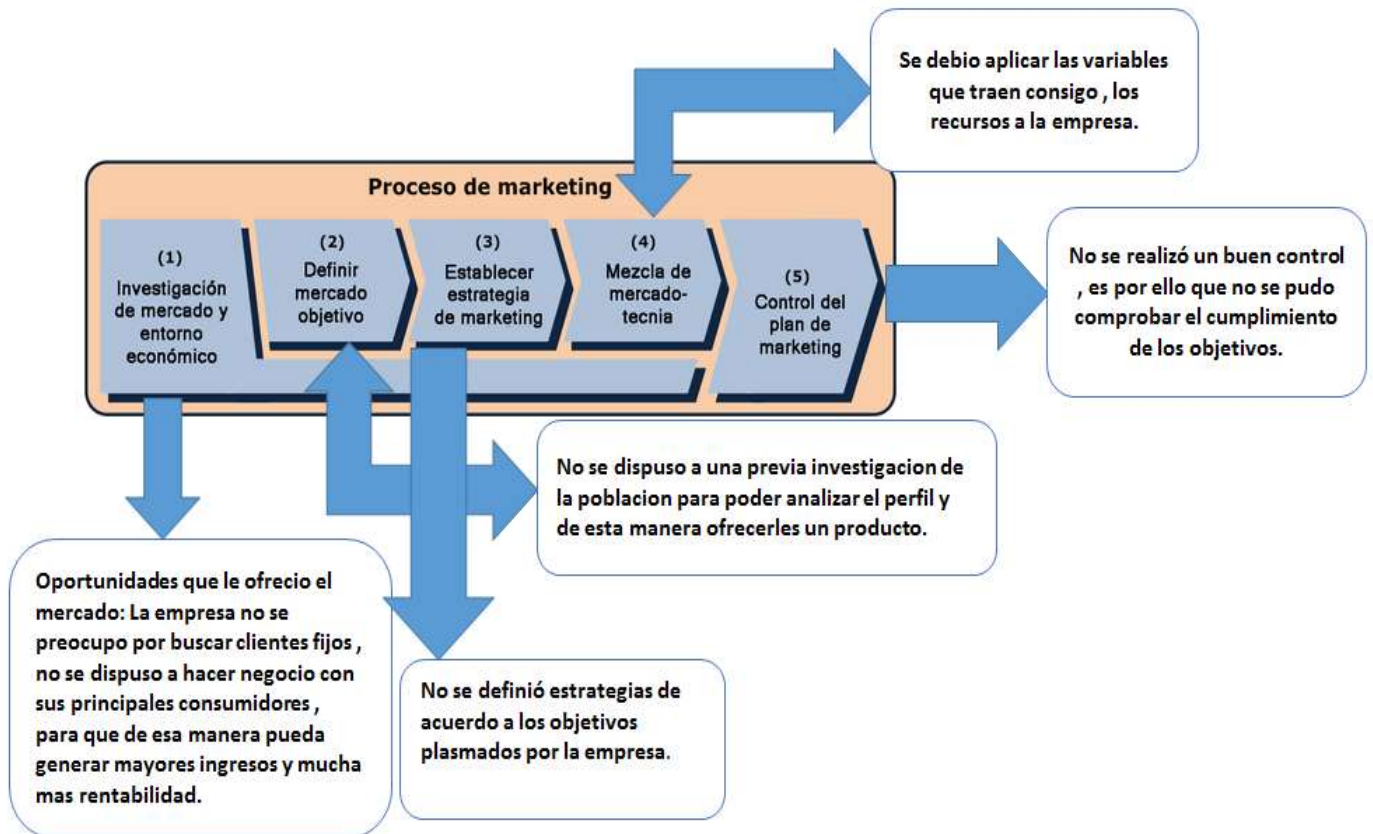 Se debio aplicar las variables
que traen consigo , los
recursos a la empresa.
Proceso de marketing
(1)
Investigación
de mercado y
entorno
económico
(2)
Definir
mercado
objetivo
(3)
Establecer
estrategia
de marketing
(4)
Mezcla de
mercado-
tecnia
(5)
Control del
plan de
marketing
No se realizó un buen control
, es por ello que no se pudo
comprobar el cumplimiento
de los objetivos.
No se dispuso a una previa investigacion de
la poblacion para poder analizar el perfil y
de esta manera ofrecerles un producto.
Oportunidades que le ofrecio el
mercado: La empresa no se
preocupo por buscar clientes fijos ,
no se dispuso a hacer negocio con
sus principales consumidores ,
para que de esa manera pueda
generar mayores ingresos y mucha
mas rentabilidad.
No se definió estrategias de
acuerdo a los objetivos
plasmados por la empresa.